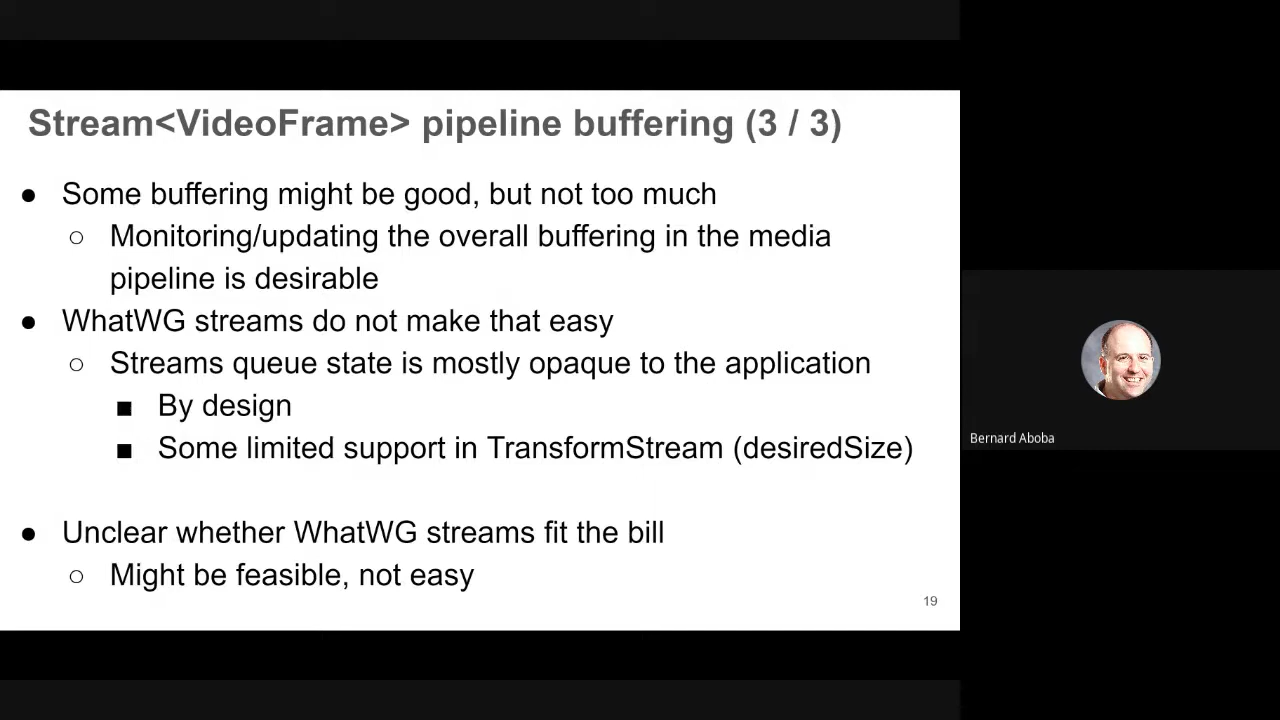 Stream<VideoFrame> pipeline buffering (3 / 3)
● Some buffering might be good, but not too much
○ Monitoring/updating the overall buffering in the media
pipeline is desirable
● WhatWG streams do not make that easy
○ Streams queue state is mostly opaque to the application
■ By design
■ Some limited support in TransformStream (desiredSize)
● Unclear whether WhatWG streams fit the bill
○ Might be feasible, not easy
19
Bernard Aboba